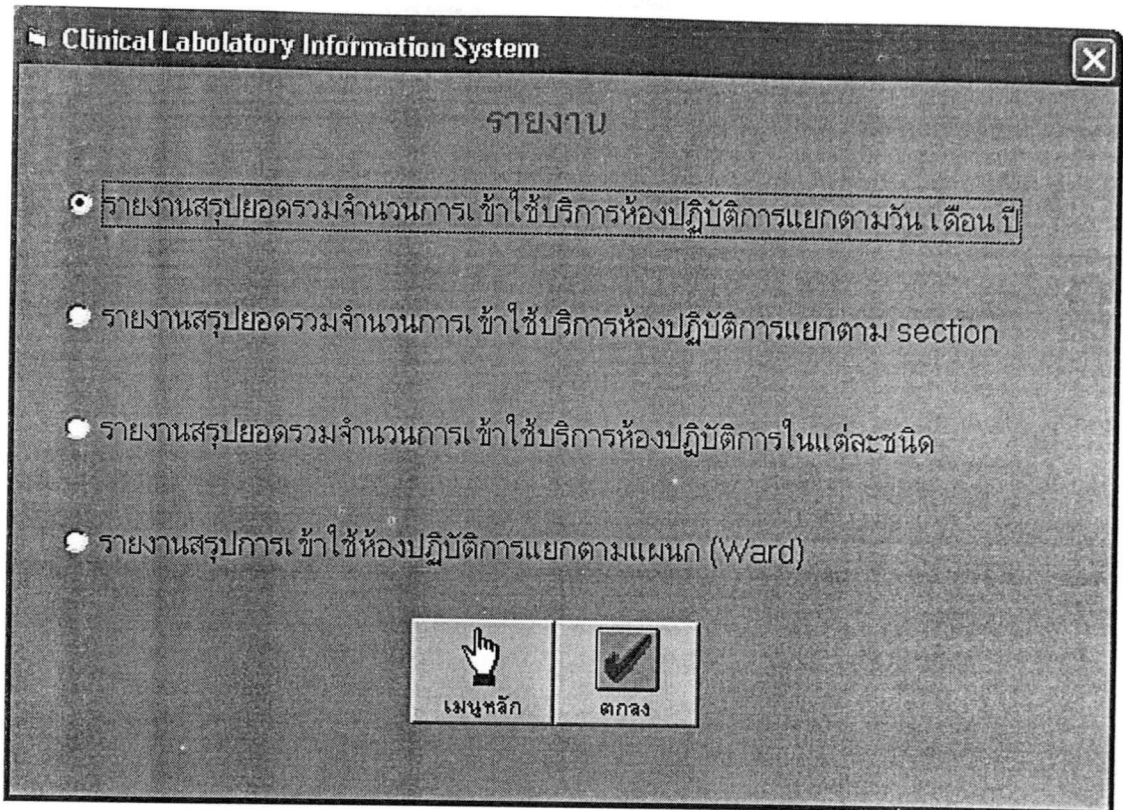 Clinical Labolatory Information System
รายงาน
รายงานสรุปยอดรวมจำนวนการเข้าใช้บริการห้องปฏิบัติการแยกตามวัน เดือน ปี
รายงานสรุปยอดรวมจำนวนการเข้าใช้บริการห้องปฏิบัติการแยกตาม section
รายงานสรุปยอดรวมจำนวนการเข้าใช้บริการห้องปฏิบัติการในแต่ละชนิด
รายงานสรุปการเข้าใช้ห้องปฏิบัติการแยกตามแผนก (Ward)
เมนูหลัก
ตกลง